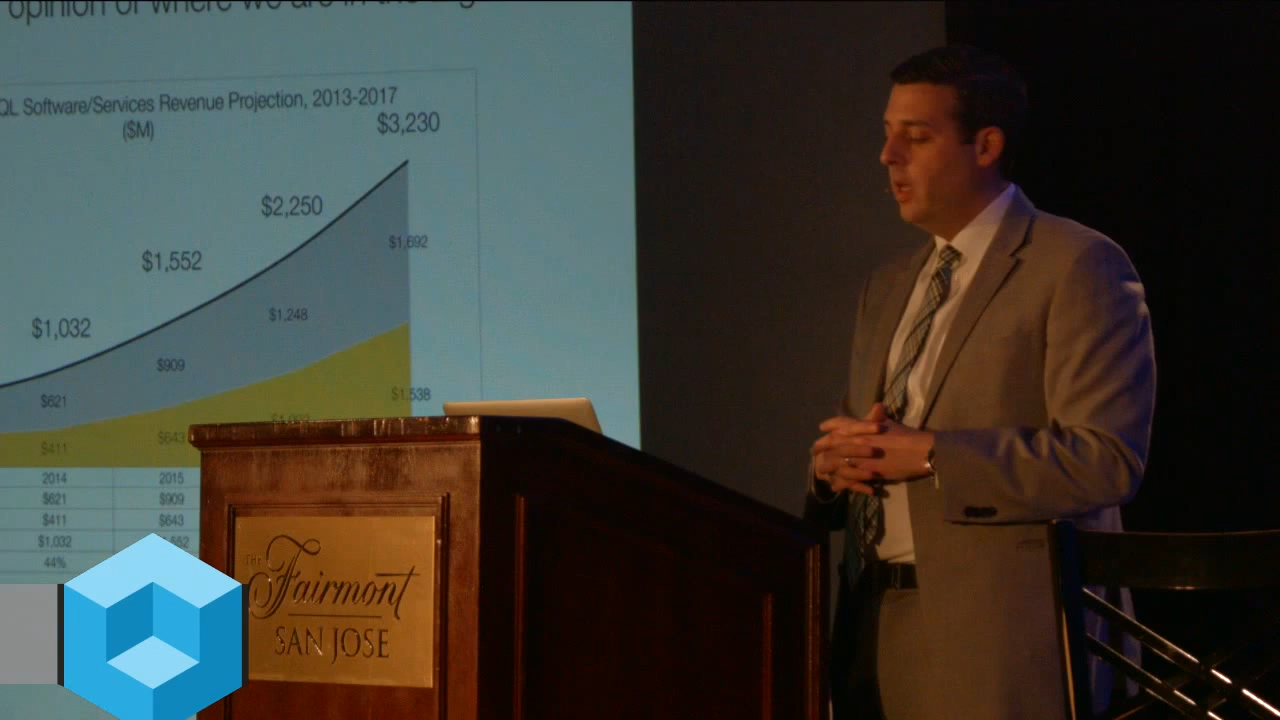 opinion of where we are in the
QL Software/Services Revenue Projection, 2013-2017
($M)
$3,230
$2,250
$1,692
$1,552
$1,248
$1,032
$909
$621
$1,538
$1,002
$643
$411
2014 2015
$621 $909
$411 $643
$1,032
44%
THE
Fairmont
SAN JOSE